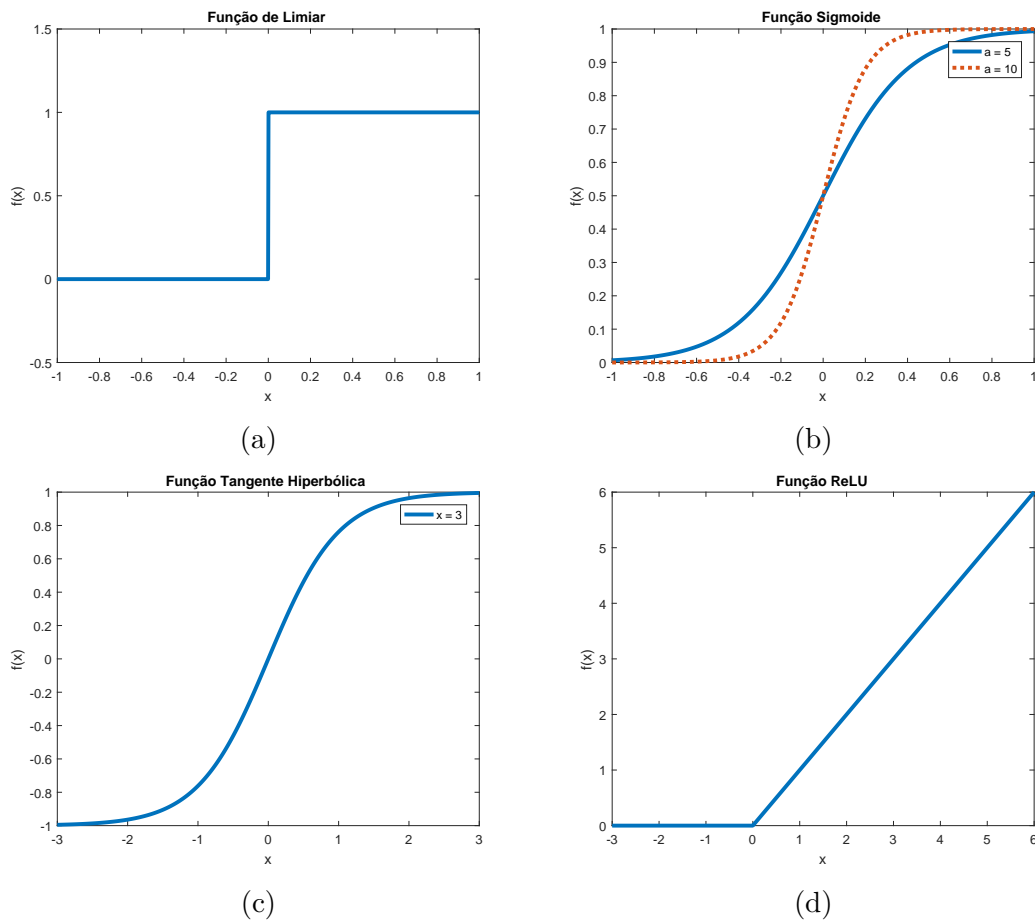 Função de Limiar
1.5
1
0.5
0
-0.5
f(x)
-1 -0.8 -0.6 -0.4 -0.2 0 0.2 0.4 0.6 0.8 1
x
(a)
Função Sigmoide
1
0.9
0.8
0.7
0.6
0.5
0.4
0.3
0.2
0.1
0
f(x)
a = 5
a = 10
-1 -0.8 -0.6 -0.4 -0.2 0 0.2 0.4 0.6 0.8 1
x
(b)
Função Tangente Hiperbólica
1
0.8
0.6
0.4
0.2
0
-0.2
-0.4
-0.6
-0.8
-1
f(x)
x = 3
-3 -2 -1 0 1 2 3
x
(c)
Função ReLU
6
5
4
3
2
1
0
f(x)
-3 -2 -1 0 1 2 3 4 5 6
x
(d)